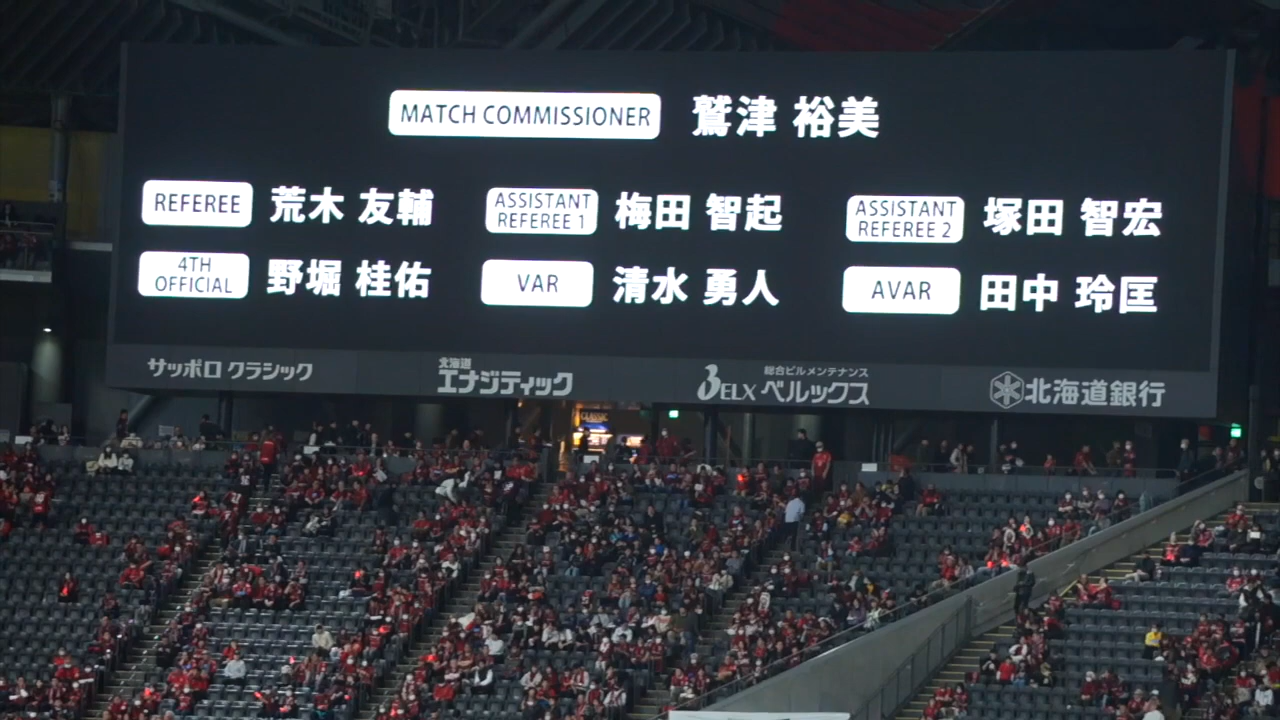 MATCH COMMISSIONER 鷲津 裕美
REFEREE 荒木 友輔
ASSISTANT REFEREE 1 梅田 智起
ASSISTANT REFEREE 2 塚田 智宏
4TH OFFICIAL 野堀 桂佑
VAR 清水 勇人
AVAR 田中 玲匡
サッポロ クラシック
北海道 エナジティック
BELX 総合ビルメンテナンス ベルックス
北海道銀行